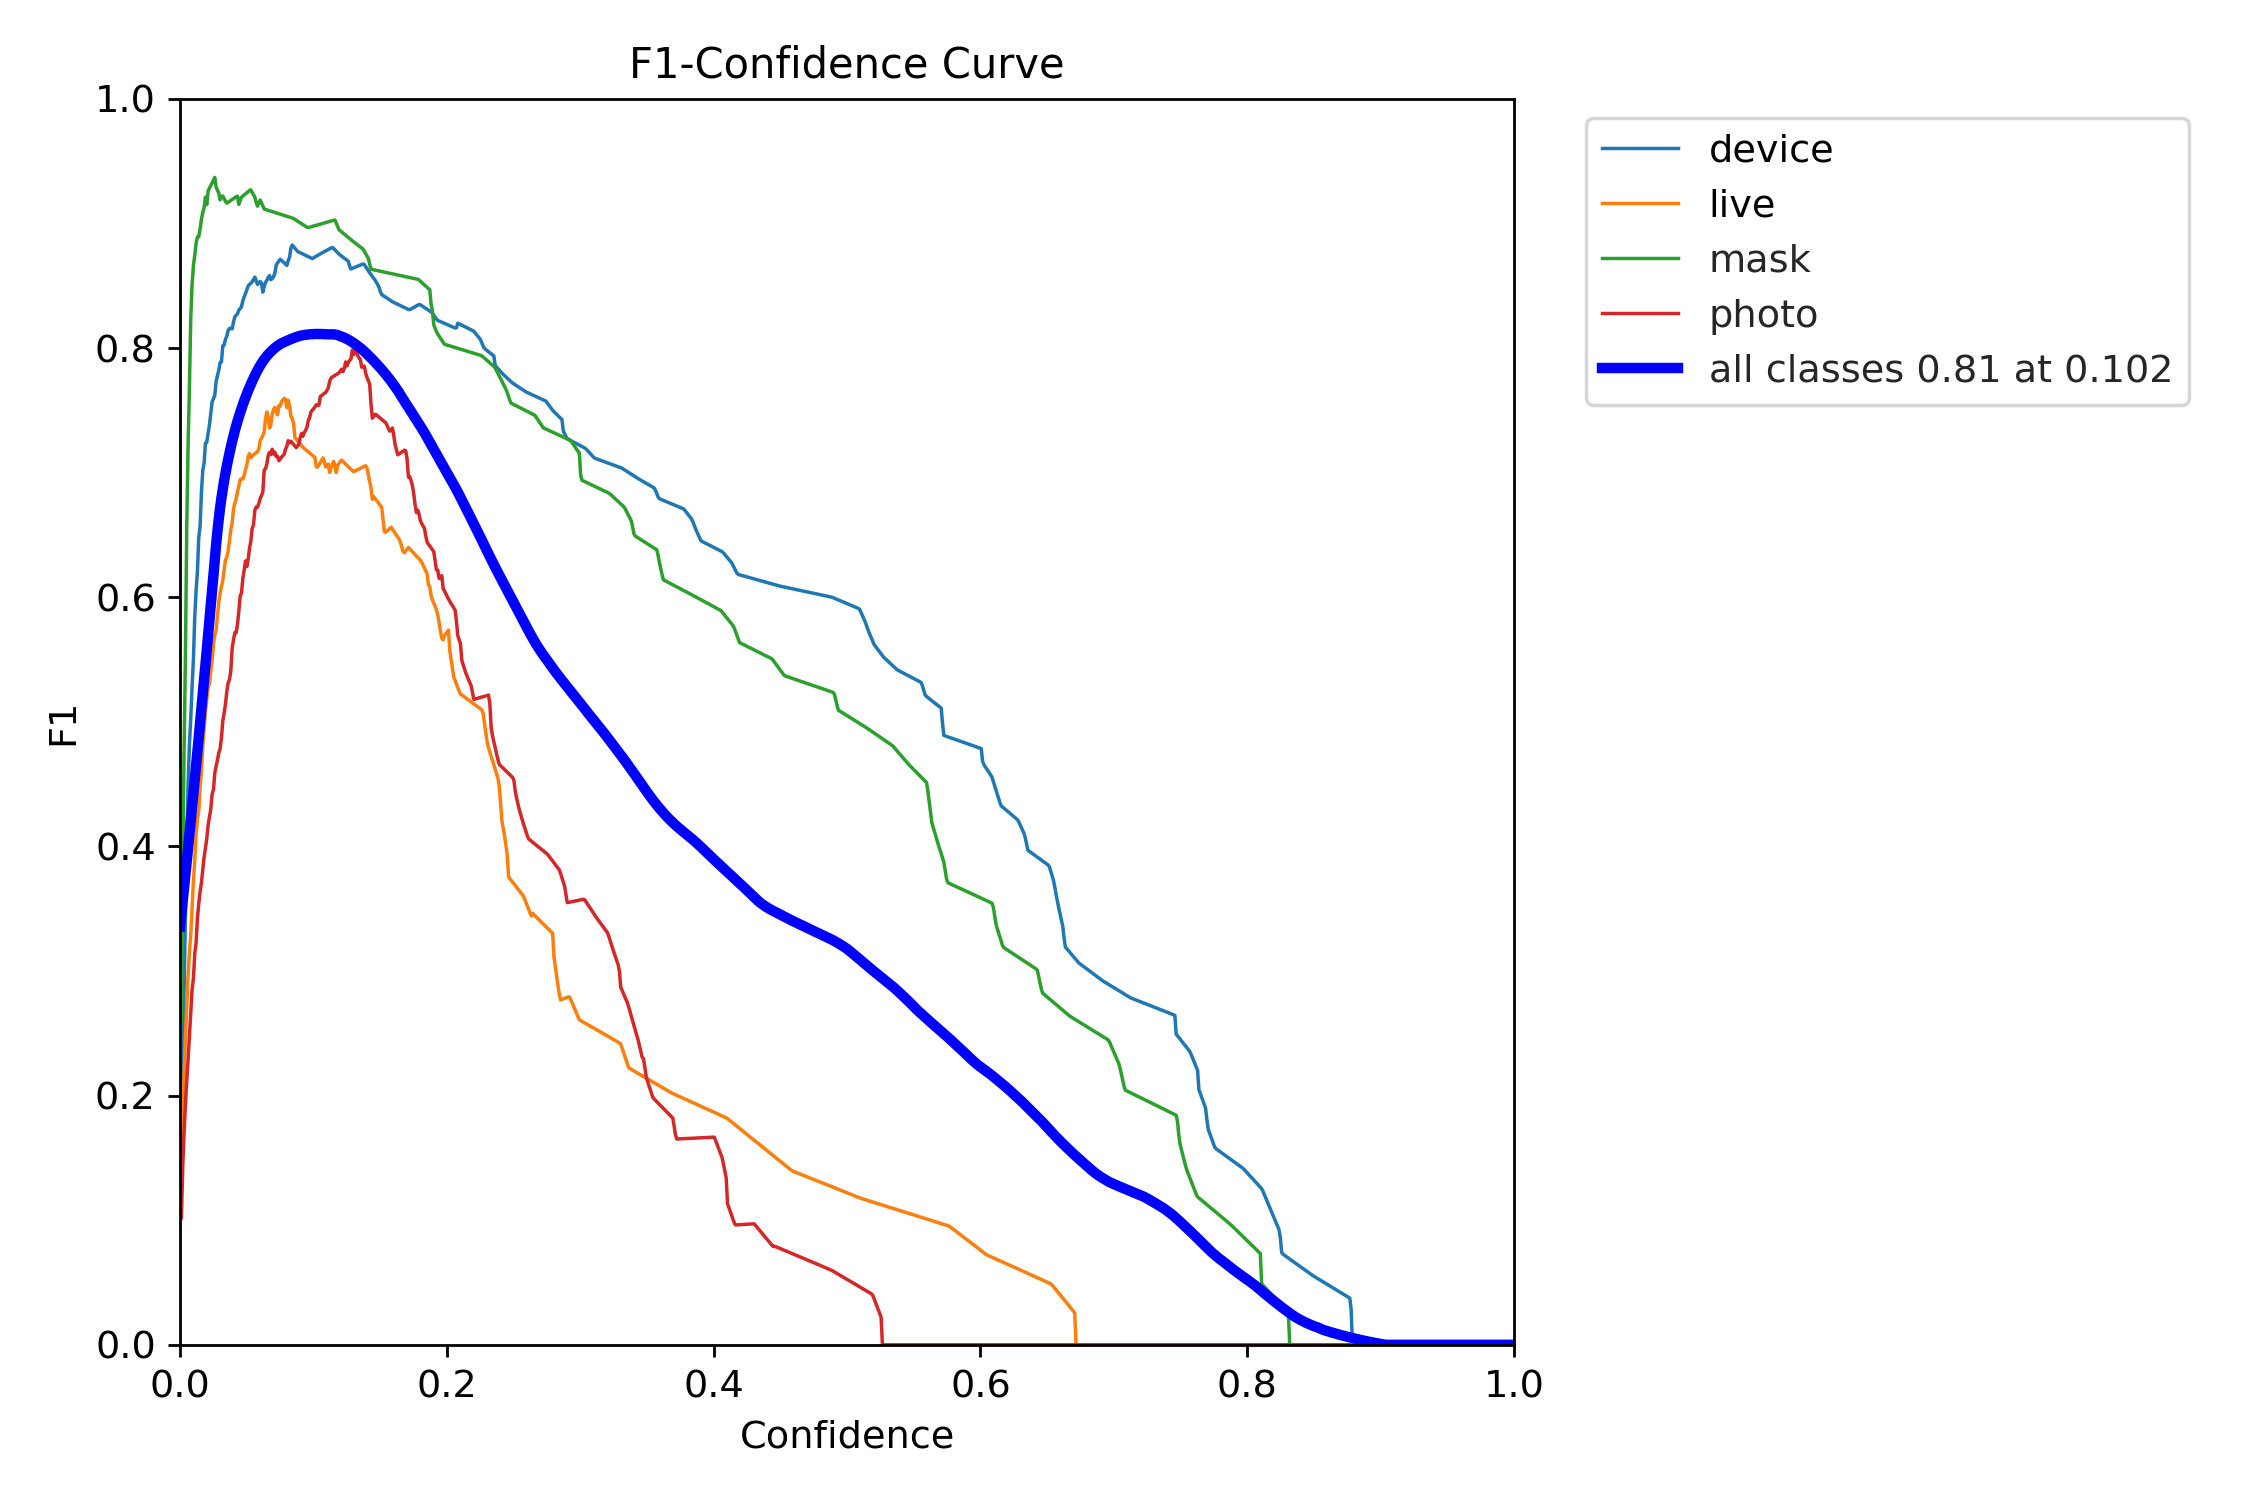 F1-Confidence Curve
1.0
0.8
0.6
0.4
0.2
0.0
F1
0.0 0.2 0.4 0.6 0.8 1.0
Confidence
device
live
mask
photo
all classes 0.81 at 0.102